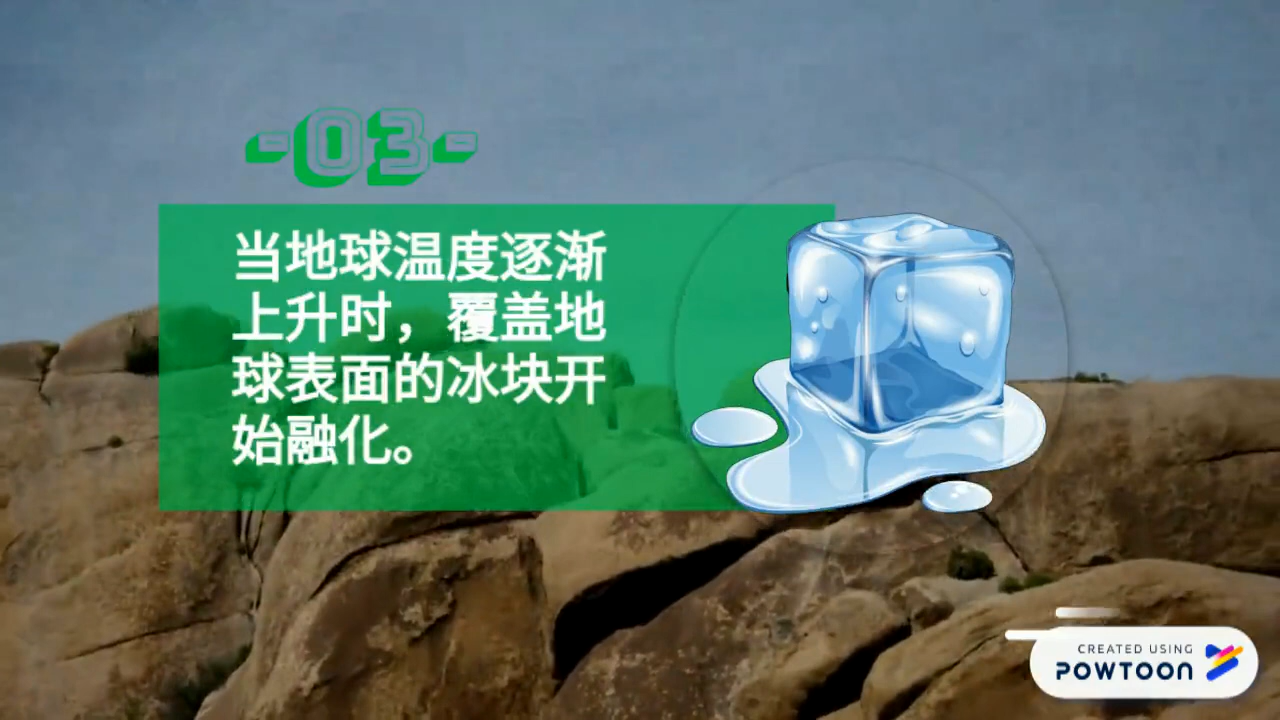 -03-
当地球温度逐渐
上升时，覆盖地
球表面的冰块开
始融化。
CREATED USING
POWTOON